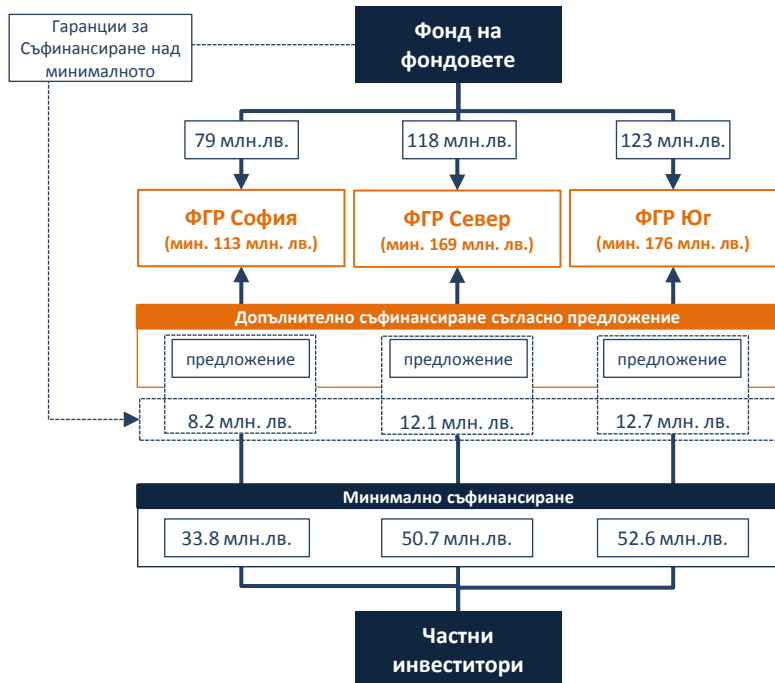 Гаранции за
Съфинансиране над
минималното
Фонд на
фондовете
79 млн.лв.
118 млн.лв.
123 млн.лв.
ФГР София
(мин. 113 млн. лв.)
ФГР Север
(мин. 169 млн. лв.)
ФГР Юг
(мин. 176 млн. лв.)
Допълнително съфинансиране съгласно предложение
предложение
предложение
предложение
8.2 млн. лв.
12.1 млн. лв.
12.7 млн. лв.
Минимално съфинансиране
33.8 млн.лв.
50.7 млн.лв.
52.6 млн.лв.
Частни
инвеститори